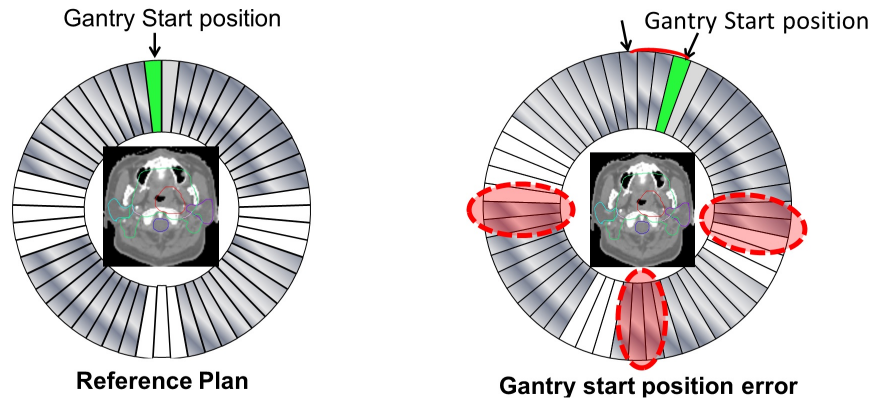 Gantry Start position
Gantry Start position
Reference Plan
Gantry start position error